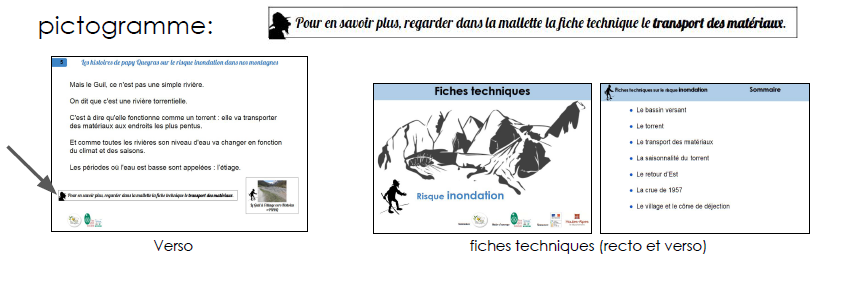 pictogramme:
Pour en savoir plus, regarder dans la mallette la fiche technique le transport des matériaux.
8
Les histoires de papy Queyras sur le risque inondation dans nos montagnes
Mais le Guil, ce n'est pas une simple rivière.
On dit que c'est une rivière torrentielle.
C'est à dire qu'elle fonctionne comme un torrent : elle va transporter
des matériaux aux endroits les plus pentus.
Et comme toutes les rivières son niveau d'eau va changer en fonction
du climat et des saisons.
Les périodes où l'eau est basse sont appelées : l'étiage.
Pour en savoir plus, regarder dans la mallette la fiche technique le transport des matériaux.
Verso
Fiches techniques
Risque inondation
Fiches techniques sur le risque inondation
Sommaire
Le bassin versant
Le torrent
Le transport des matériaux
La saisonnalité du torrent
Le retour d'Est
La crue de 1957
Le village et le cône de déjection
fiches techniques (recto et verso)